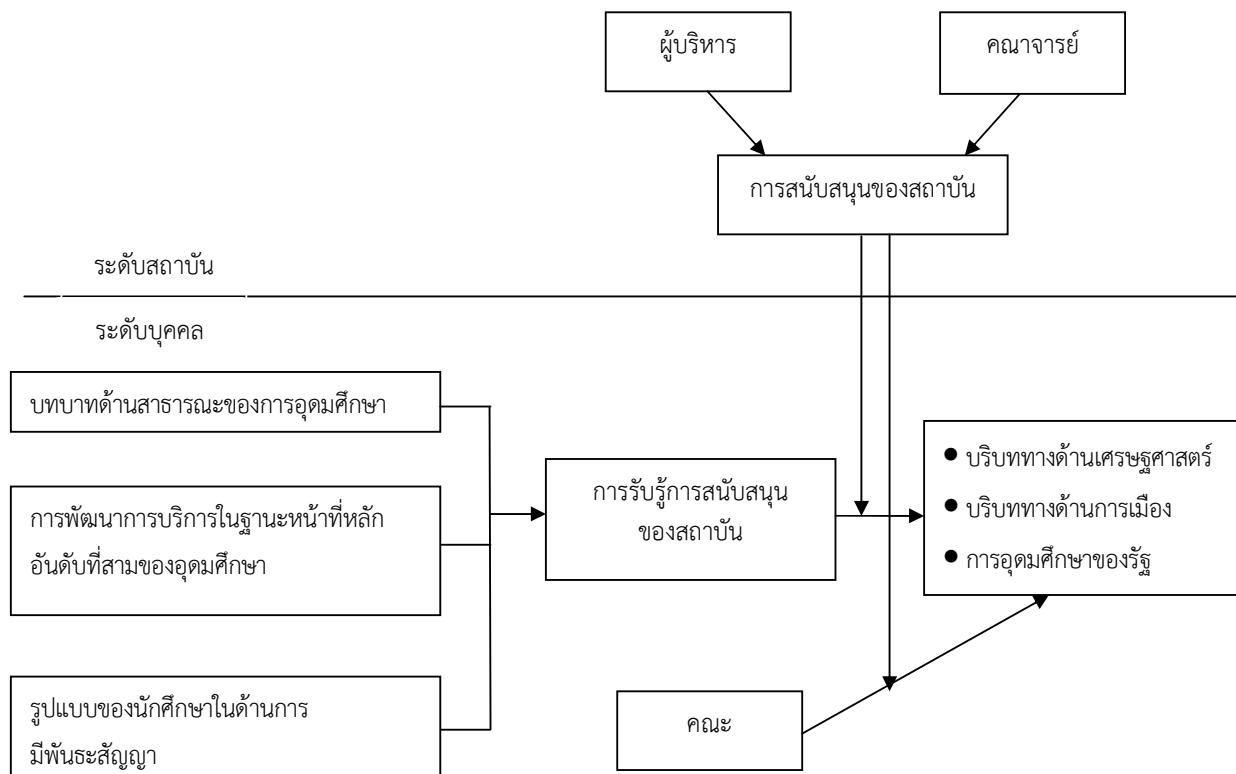 ผู้บริหาร
คณาจารย์
การสนับสนุนของสถาบัน
ระดับสถาบัน
ระดับบุคคล
บทบาทด้านสาธารณะของการอุดมศึกษา
การพัฒนาการบริการในฐานะหน้าที่หลัก
อันดับที่สามของอุดมศึกษา
รูปแบบของนักศึกษาในด้านการ
มีพันธะสัญญา
การรับรู้การสนับสนุน
ของสถาบัน
● บริบททางด้านเศรษฐศาสตร์
● บริบททางด้านการเมือง
● การอุดมศึกษาของรัฐ
คณะ